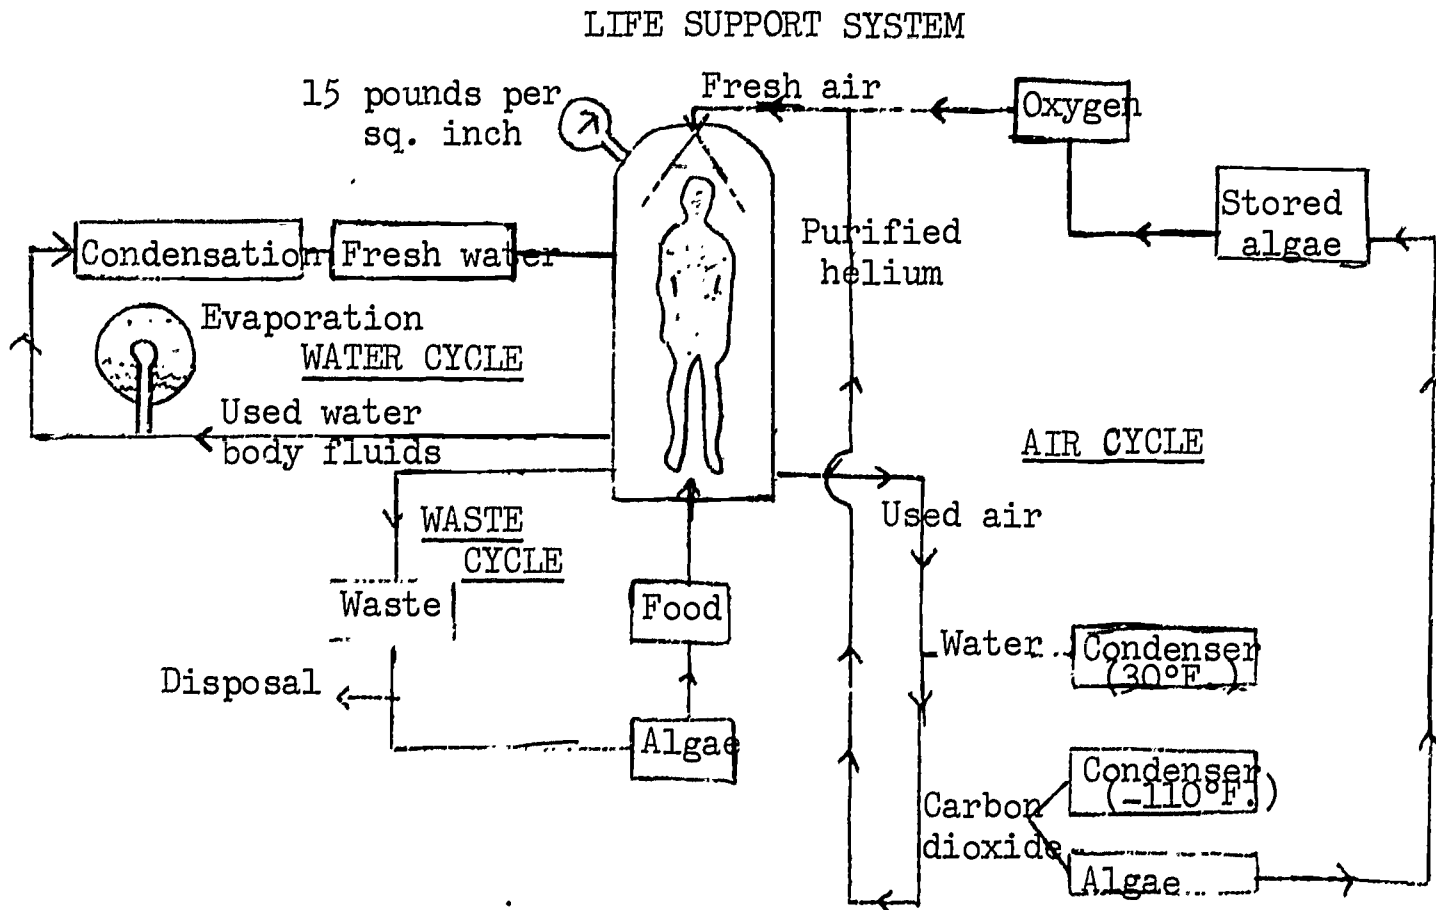 LIFE SUPPORT SYSTEM
15 pounds per
sq. inch
Fresh air
Oxygen
Stored
algae
Purified
helium
Condensation
Fresh water
Evaporation
WATER CYCLE
Used water
body fluids
AIR CYCLE
WASTE
CYCLE
Used air
Waste
Food
Disposal
Algae
Water
Condenser
(30°F.)
Condenser
(-110°F.)
Carbon
dioxide
Algae